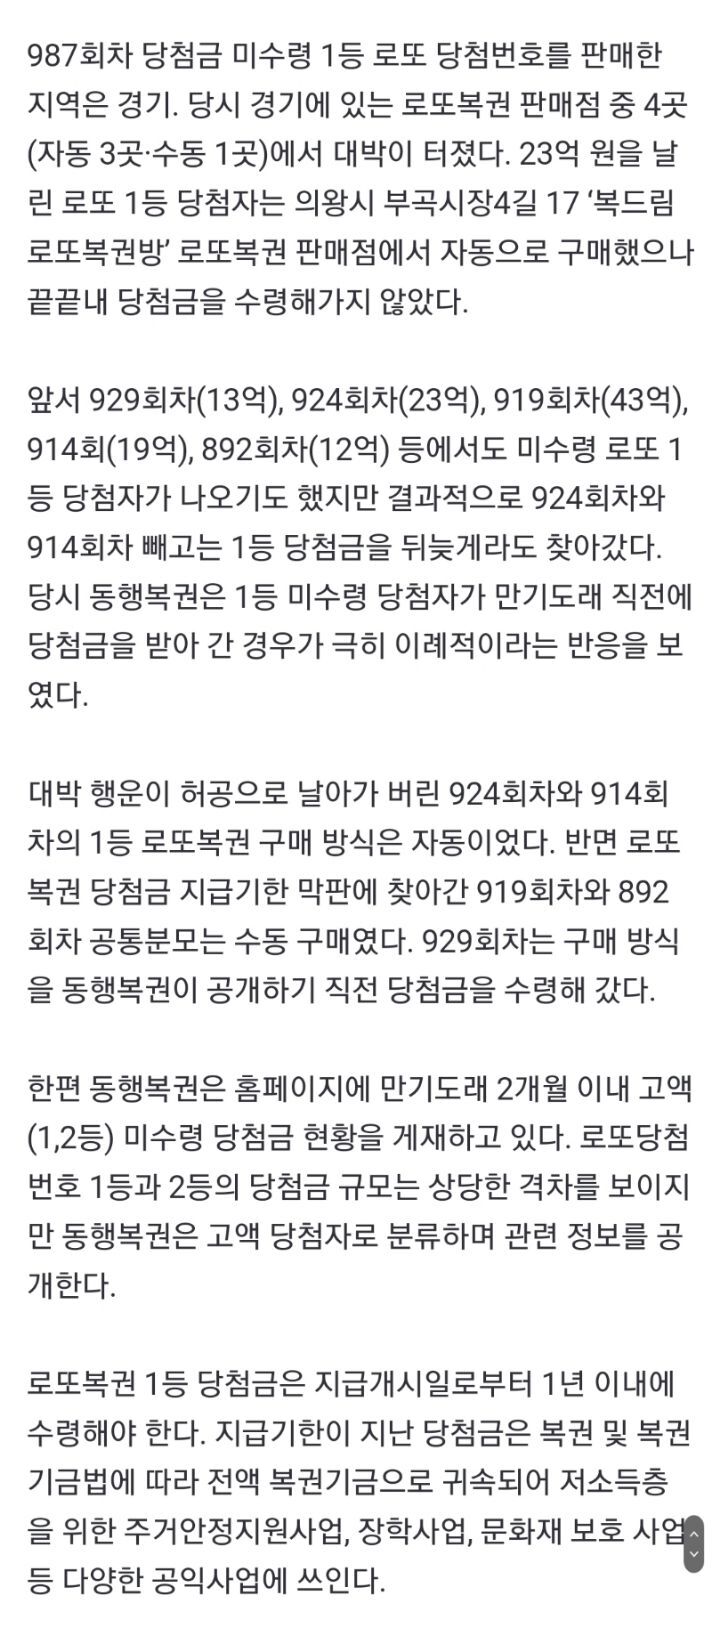 987회차 당첨금 미수령 1등 로또 당첨번호를 판매한
지역은 경기. 당시 경기에 있는 로또복권 판매점 중 4곳
(자동 3곳·수동 1곳)에서 대박이 터졌다. 23억 원을 날
린 로또 1등 당첨자는 의왕시 부곡시장4길 17 ‘복드림
로또복권방’ 로또복권 판매점에서 자동으로 구매했으나
끝끝내 당첨금을 수령해가지 않았다.
앞서 929회차(13억), 924회차(23억), 919회차(43억),
914회(19억), 892회차(12억) 등에서도 미수령 로또 1
등 당첨자가 나오기도 했지만 결과적으로 924회차와
914회차 빼고는 1등 당첨금을 뒤늦게라도 찾아갔다.
당시 동행복권은 1등 미수령 당첨자가 만기도래 직전에
당첨금을 받아 간 경우가 극히 이례적이라는 반응을 보
였다.
대박 행운이 허공으로 날아가 버린 924회차와 914회
차의 1등 로또복권 구매 방식은 자동이었다. 반면 로또
복권 당첨금 지급기한 막판에 찾아간 919회차와 892
회차 공통분모는 수동 구매였다. 929회차는 구매 방식
을 동행복권이 공개하기 직전 당첨금을 수령해 갔다.
한편 동행복권은 홈페이지에 만기도래 2개월 이내 고액
(1,2등) 미수령 당첨금 현황을 게재하고 있다. 로또당첨
번호 1등과 2등의 당첨금 규모는 상당한 격차를 보이지
만 동행복권은 고액 당첨자로 분류하며 관련 정보를 공
개한다.
로또복권 1등 당첨금은 지급개시일로부터 1년 이내에
수령해야 한다. 지급기한이 지난 당첨금은 복권 및 복권
기금법에 따라 전액 복권기금으로 귀속되어 저소득층
을 위한 주거안정지원사업, 장학사업, 문화재 보호 사업
등 다양한 공익사업에 쓰인다.